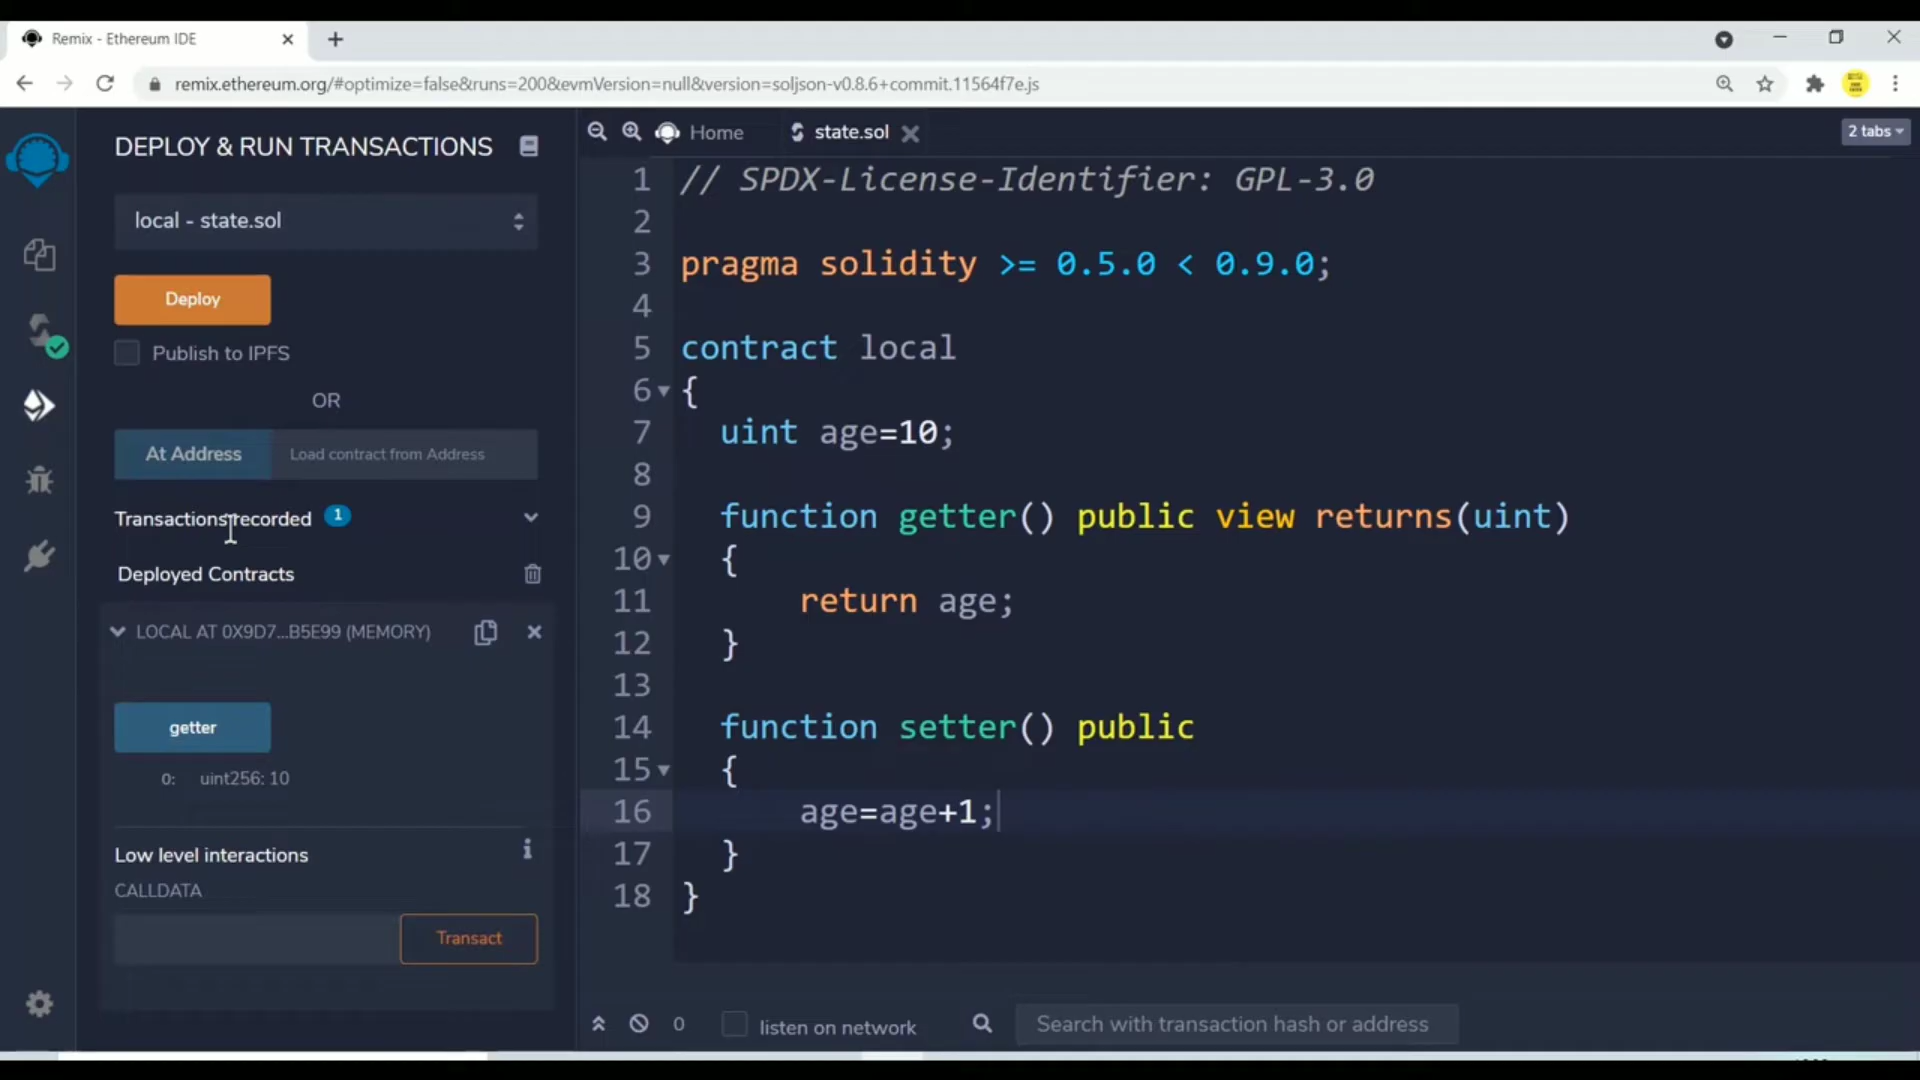 Remix - Ethereum IDE
remix.ethereum.org/#optimize=false&runs=200&evmVersion=null&version=soljson-v0.8.6+commit.11564f7e.js
DEPLOY & RUN TRANSACTIONS
local - state.sol
Deploy
Publish to IPFS
OR
At Address
Load contract from Address
Transactions recorded 1
Deployed Contracts
LOCAL AT 0X9D7...B5E99 (MEMORY)
getter
0: uint256: 10
Low level interactions
i
CALLDATA
Transact
Home
state.sol
2 tabs
1 // SPDX-License-Identifier: GPL-3.0
2
3 pragma solidity >= 0.5.0 < 0.9.0;
4
5 contract local
6 {
7 uint age=10;
8
9 function getter() public view returns(uint)
10 {
11 return age;
12 }
13
14 function setter() public
15 {
16 age=age+1;
17 }
18 }
0
listen on network
Search with transaction hash or address